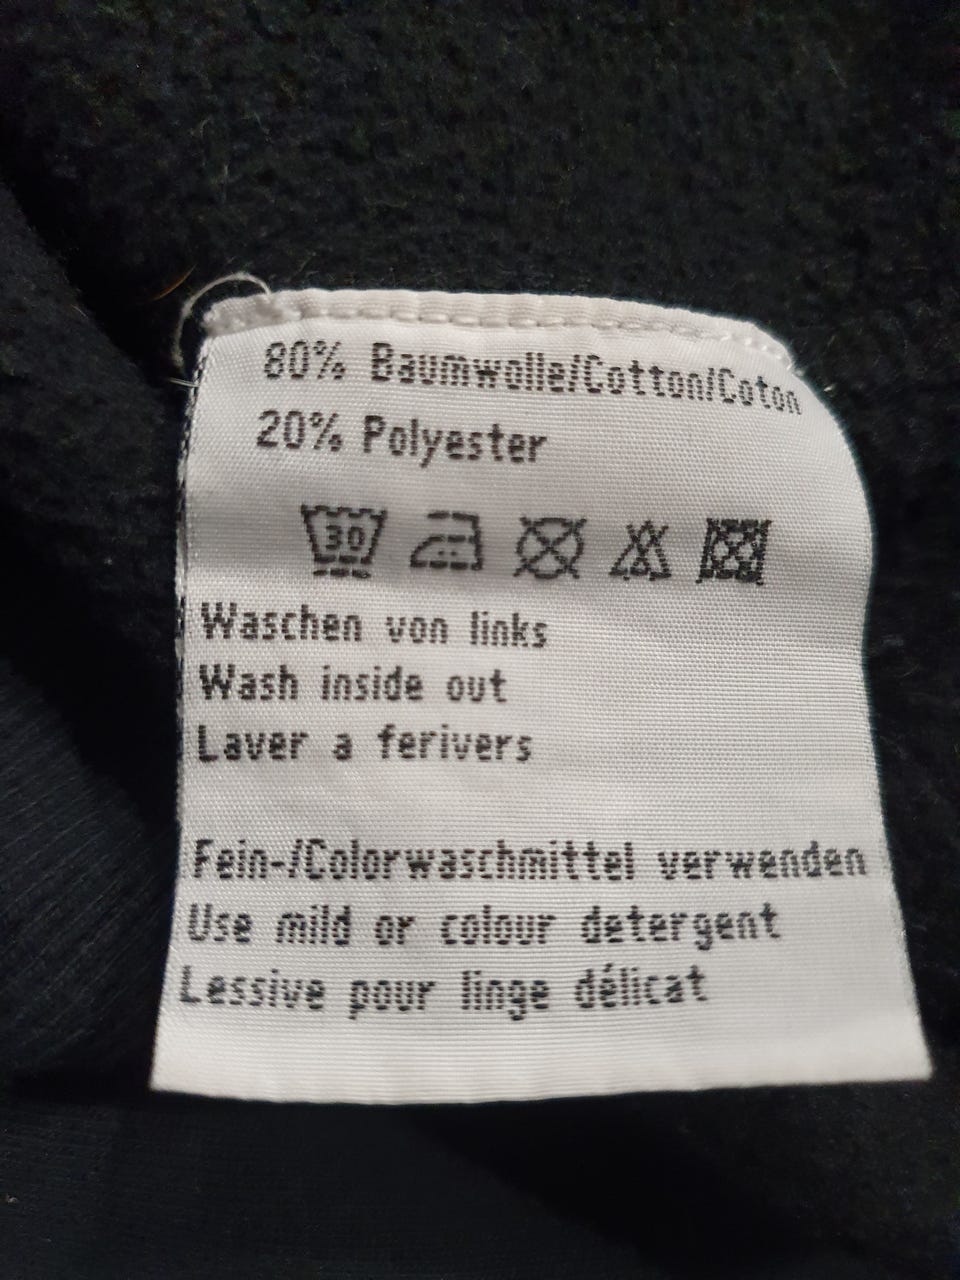 80% Baumwolle/Cotton/Coton
20% Polyester
30
Waschen von links
Wash inside out
Laver a ferivers
Fein-/Colorwaschmittel verwenden
Use mild or colour detergent
Lessive pour linge délicat